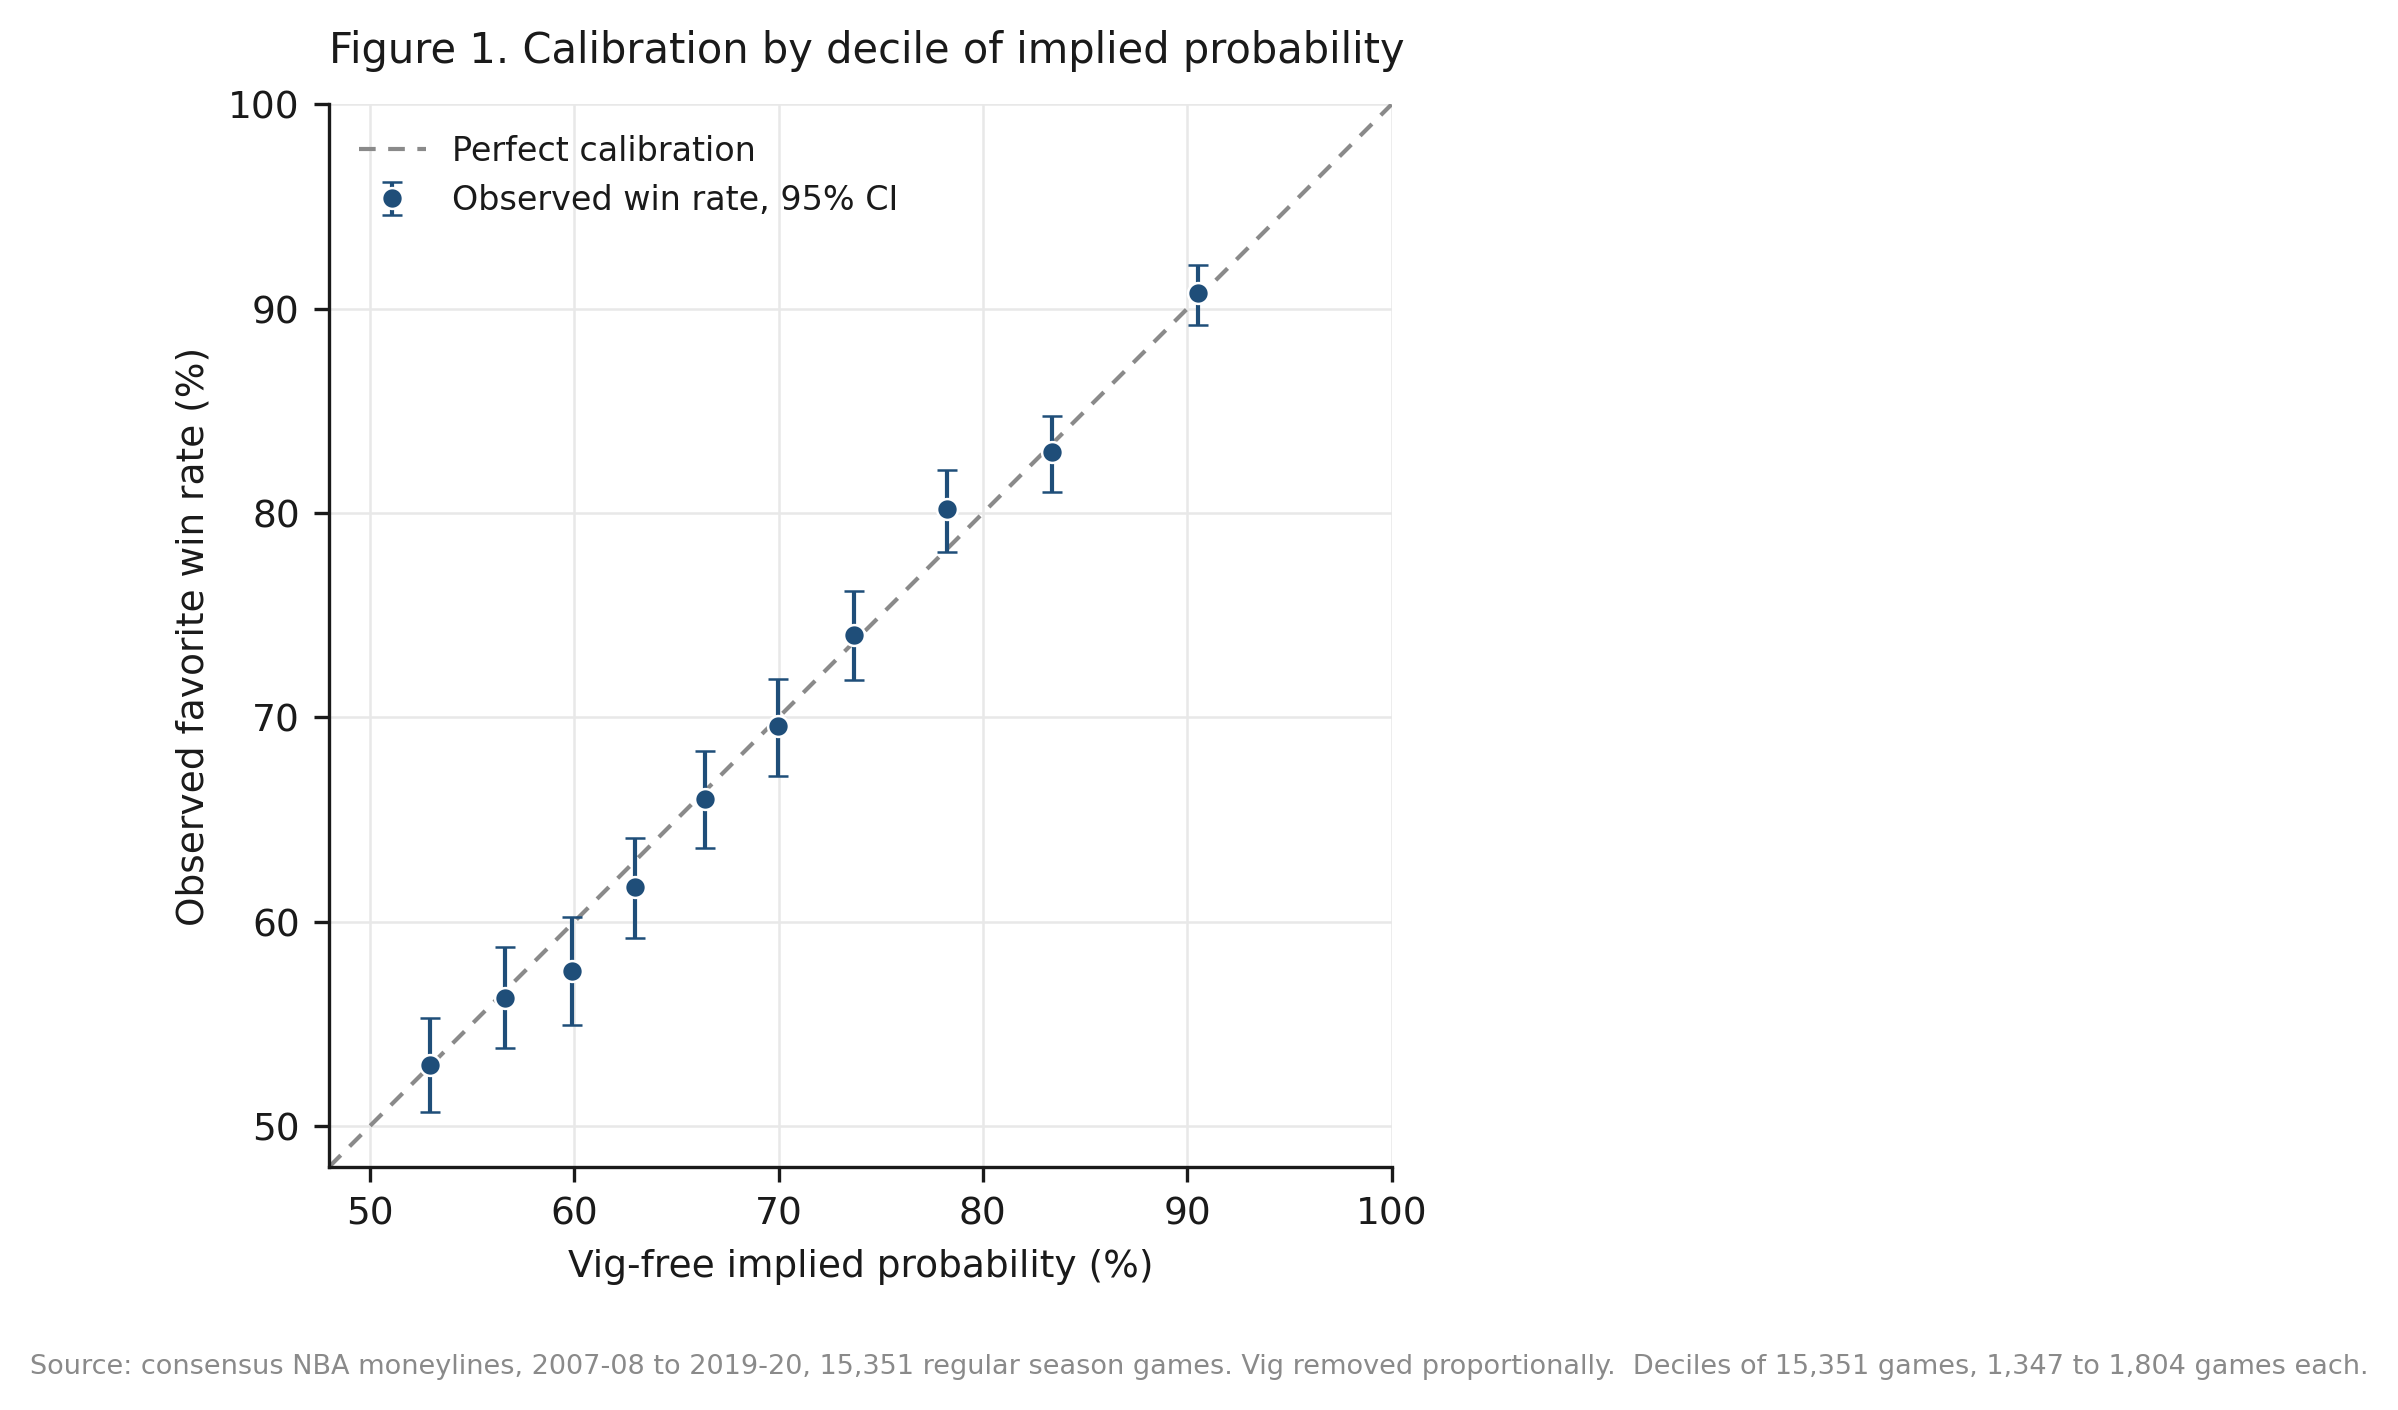 Figure 1. Calibration by decile of implied probability
100
90
80
70
60
50
Observed favorite win rate (%)
Perfect calibration
Observed win rate, 95% CI
50 60 70 80 90 100
Vig-free implied probability (%)
Source: consensus NBA moneylines, 2007-08 to 2019-20, 15,351 regular season games. Vig removed proportionally.  Deciles of 15,351 games, 1,347 to 1,804 games each.